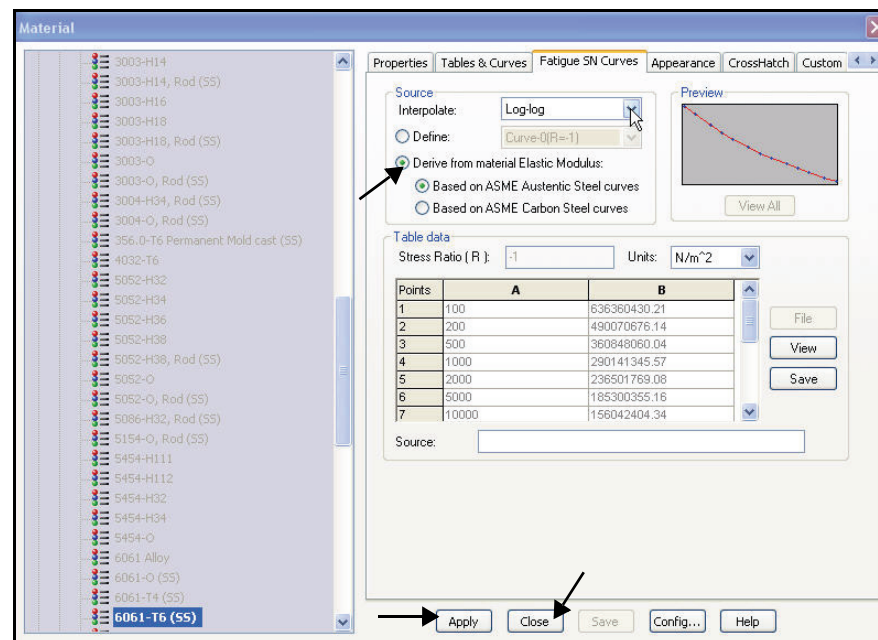 Material
3003-H14
3003-H14, Rod (SS)
3003-H16
3003-H18
3003-H18, Rod (SS)
3003-O
3003-O, Rod (SS)
3004-H34, Rod (SS)
3004-O, Rod (SS)
356.0-T6 Permanent Mold cast (SS)
4032-T6
5052-H32
5052-H34
5052-H36
5052-H38
5052-H38, Rod (SS)
5052-O
5052-O, Rod (SS)
5086-H32, Rod (SS)
5154-O, Rod (SS)
5454-H111
5454-H112
5454-H32
5454-H34
5454-O
6061 Alloy
6061-O (SS)
6061-T4 (SS)
6061-T6 (SS)
Properties Tables & Curves Fatigue SN Curves Appearance CrossHatch Custom
Source
Interpolate: Log-log
Define: Curve-0(R=-1)
Derive from material Elastic Modulus:
Based on ASME Austentic Steel curves
Based on ASME Carbon Steel curves
Preview
View All
Table data
Stress Ratio ( R ): -1 Units: N/m^2
Points A B
1 100 636360430.21
2 200 490070676.14
3 500 360848060.04
4 1000 290141345.57
5 2000 236501769.08
6 5000 185300355.16
7 10000 156042404.34
File
View
Save
Source:
Apply Close Save Config... Help